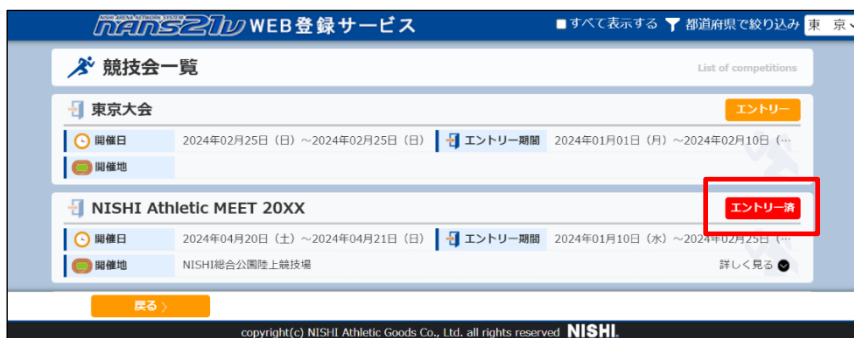 NISHI ARENA NETWORK SYSTEM
NANS21V WEB登録サービス ■すべて表示する 都道府県で絞り込み 東 京
競技会一覧 List of competitions
東京大会 エントリー
開催日 2024年02月25日（日）～2024年02月25日（日） エントリー期間 2024年01月01日（月）～2024年02月10日（…
開催地
NISHI Athletic MEET 20XX エントリー済
開催日 2024年04月20日（土）～2024年04月21日（日） エントリー期間 2024年01月10日（水）～2024年02月25日（…
開催地 NISHI総合公園陸上競技場 詳しく見る
戻る 〉
copyright(c) NISHI Athletic Goods Co., Ltd. all rights reserved NISHI.